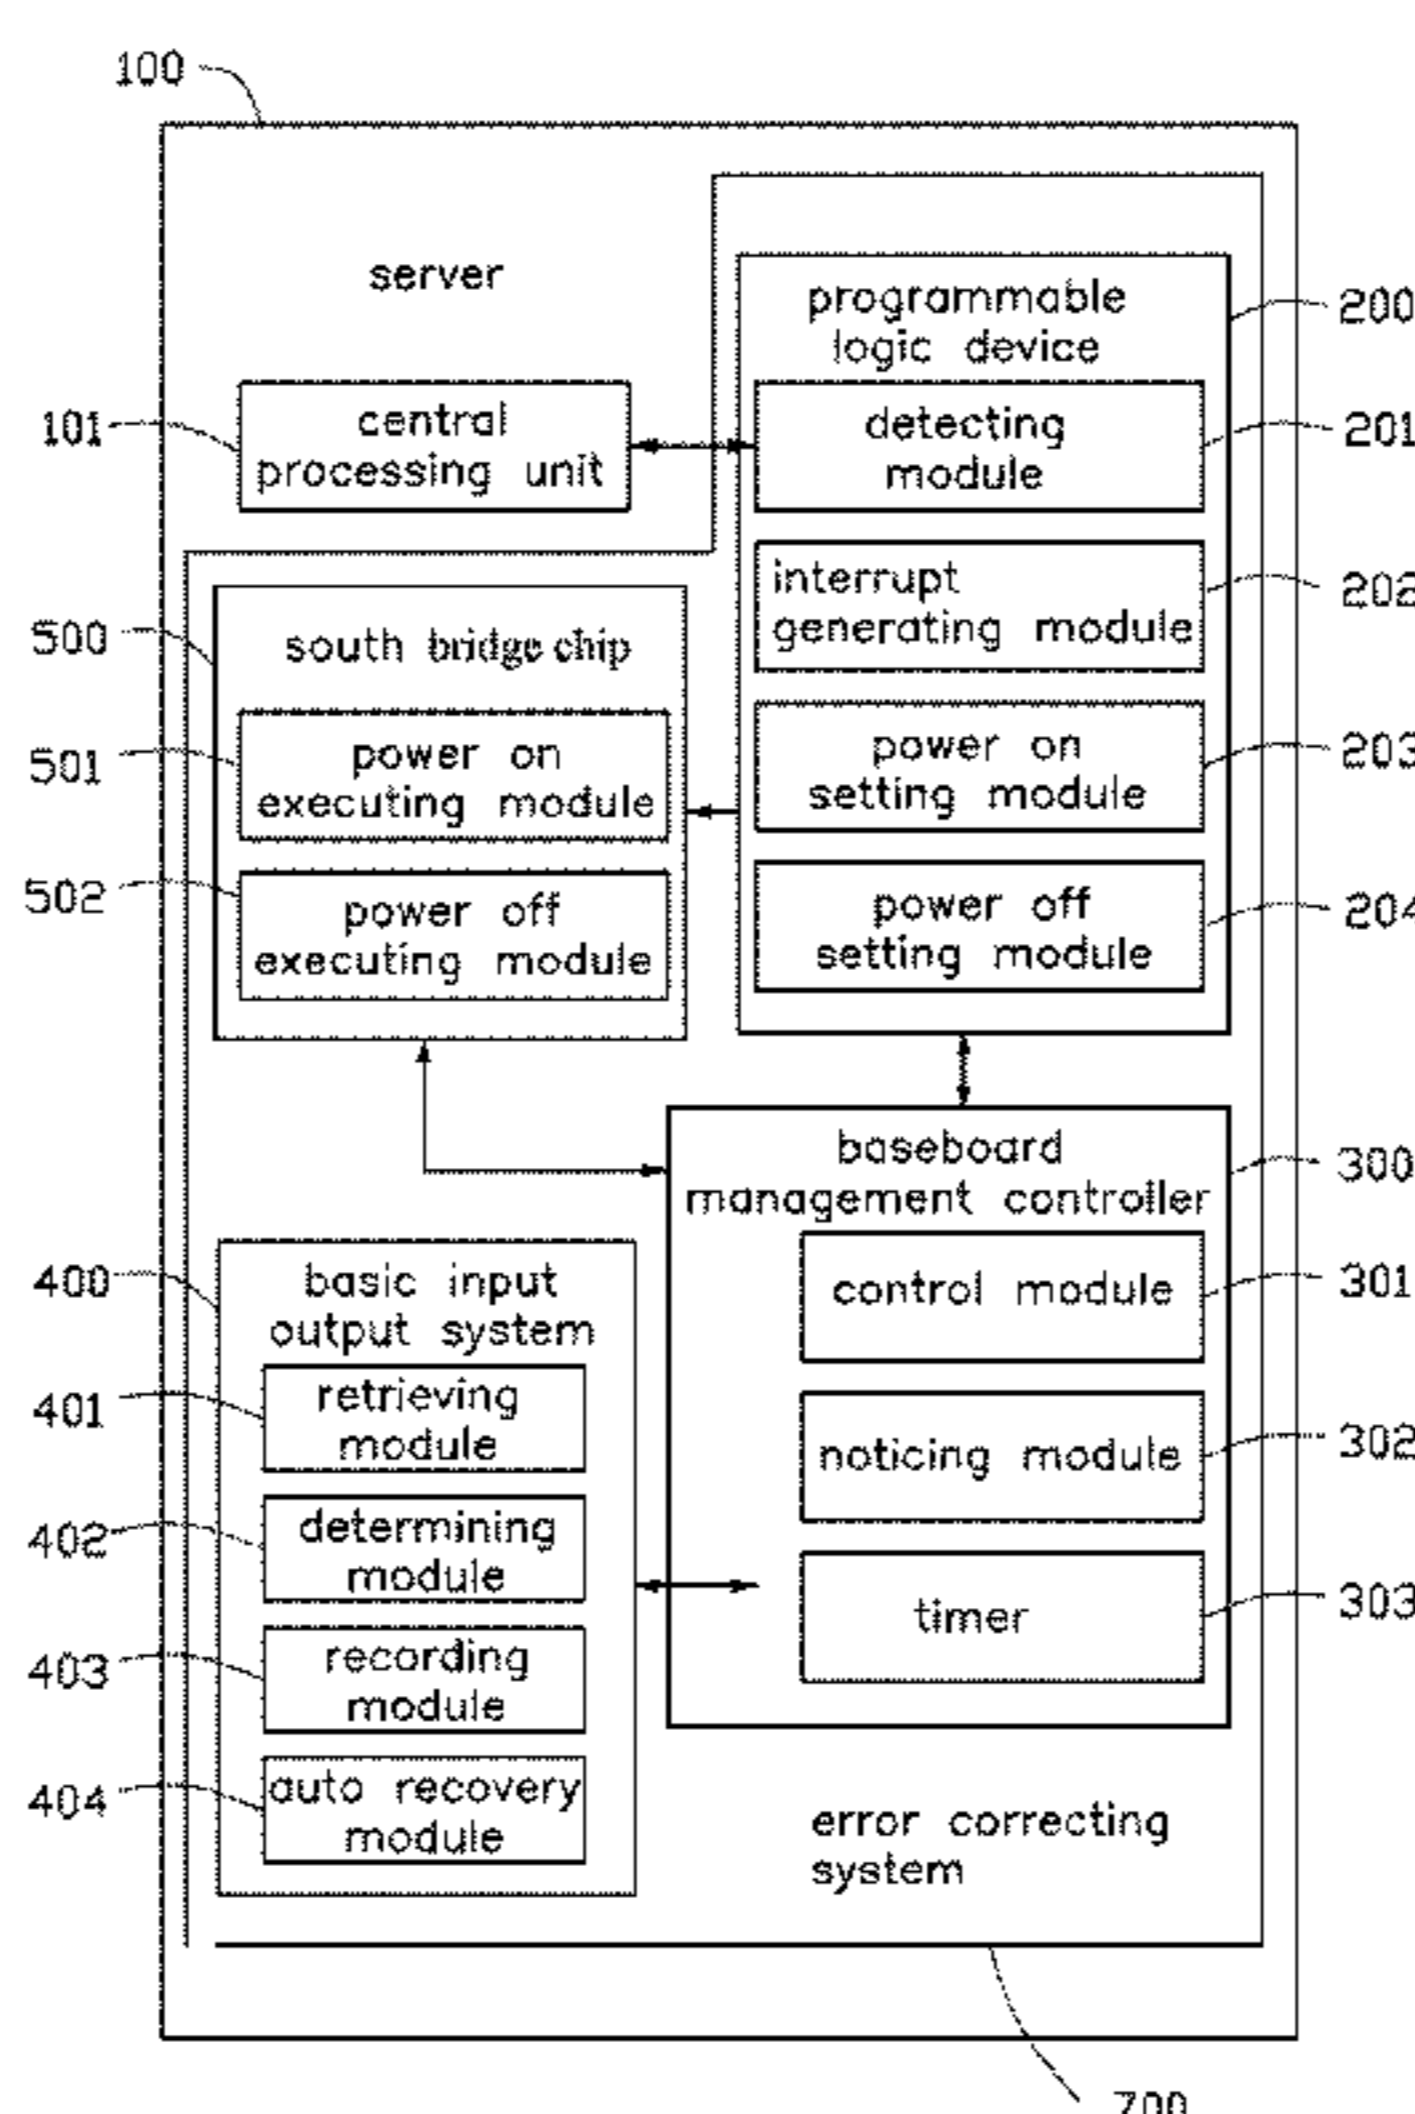 100
server
programmable
logic device
200
101
central
processing unit
detecting
module
201
interrupt
generating module
202
500
south bridge chip
501
power on
executing module
power on
setting module
203
502
power off
executing module
power off
setting module
204
baseboard
management controller
300
400
basic input
output system
control module
301
401
retrieving
module
noticing module
302
402
determining
module
timer
303
403
recording
module
404
auto recovery
module
error correcting
system
700